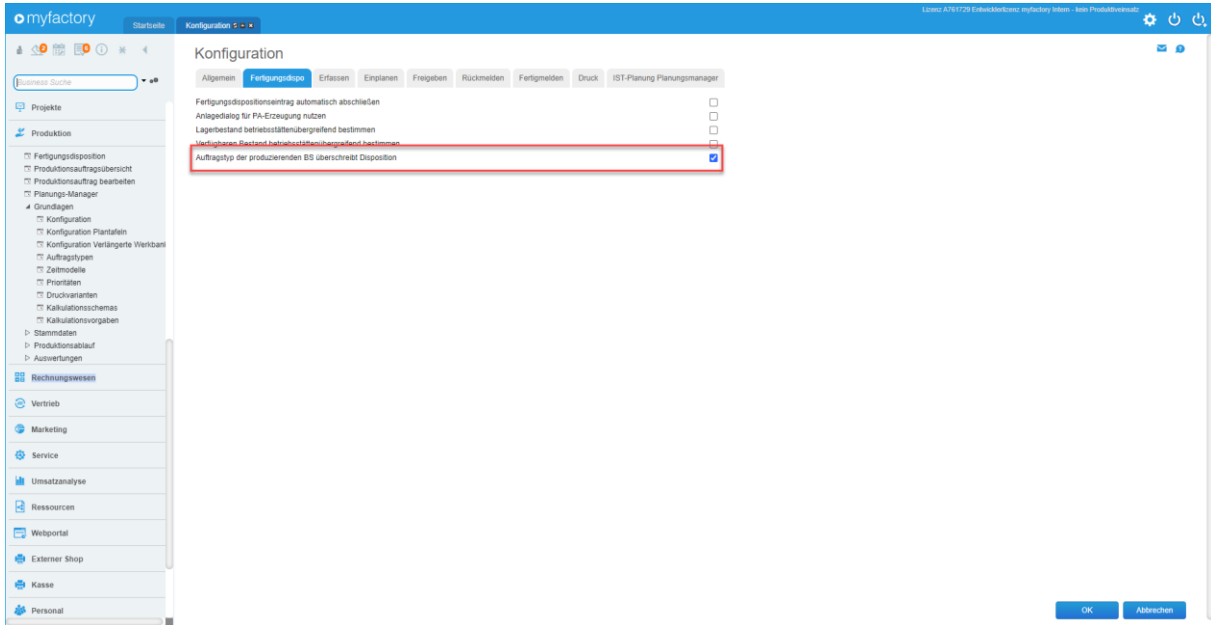 myfactory
Startseite
Konfiguration
Lizenz A761729 Entwicklerlizenz myfactory Intern - kein Produktiveinsatz
Business Suche
Projekte
Produktion
Fertigungsdisposition
Produktionsauftragsübersicht
Produktionsauftrag bearbeiten
Planungs-Manager
Grundlagen
Konfiguration
Konfiguration Plantafeln
Konfiguration Verlängerte Werkban
Auftragstypen
Zeitmodelle
Prioritäten
Druckvarianten
Kalkulationsschemas
Kalkulationsvorgaben
Stammdaten
Produktionsablauf
Auswertungen
Rechnungswesen
Vertrieb
Marketing
Service
Umsatzanalyse
Ressourcen
Webportal
Externer Shop
Kasse
Personal
Konfiguration
Allgemein Fertigungsdispo Erfassen Einplanen Freigeben Rückmelden Fertigmelden Druck IST-Planung Planungsmanager
Fertigungsdispositionseintrag automatisch abschließen
Anlagedialog für PA-Erzeugung nutzen
Lagerbestand betriebsstättenübergreifend bestimmen
Verfügbaren Bestand betriebsstättenübergreifend bestimmen
Auftragstyp der produzierenden BS überschreibt Disposition
OK Abbrechen